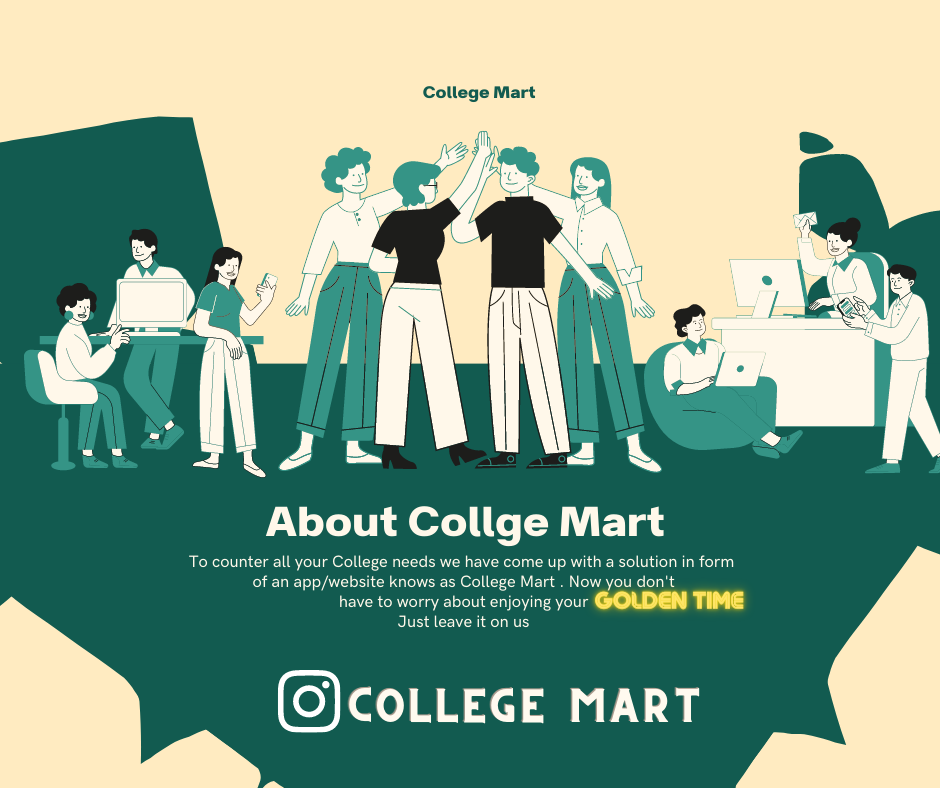 College Mart
About Collge Mart
To counter all your College needs we have come up with a solution in form
of an app/website knows as College Mart . Now you don't
have to worry about enjoying your GOLDEN TIME
Just leave it on us
COLLEGE MART